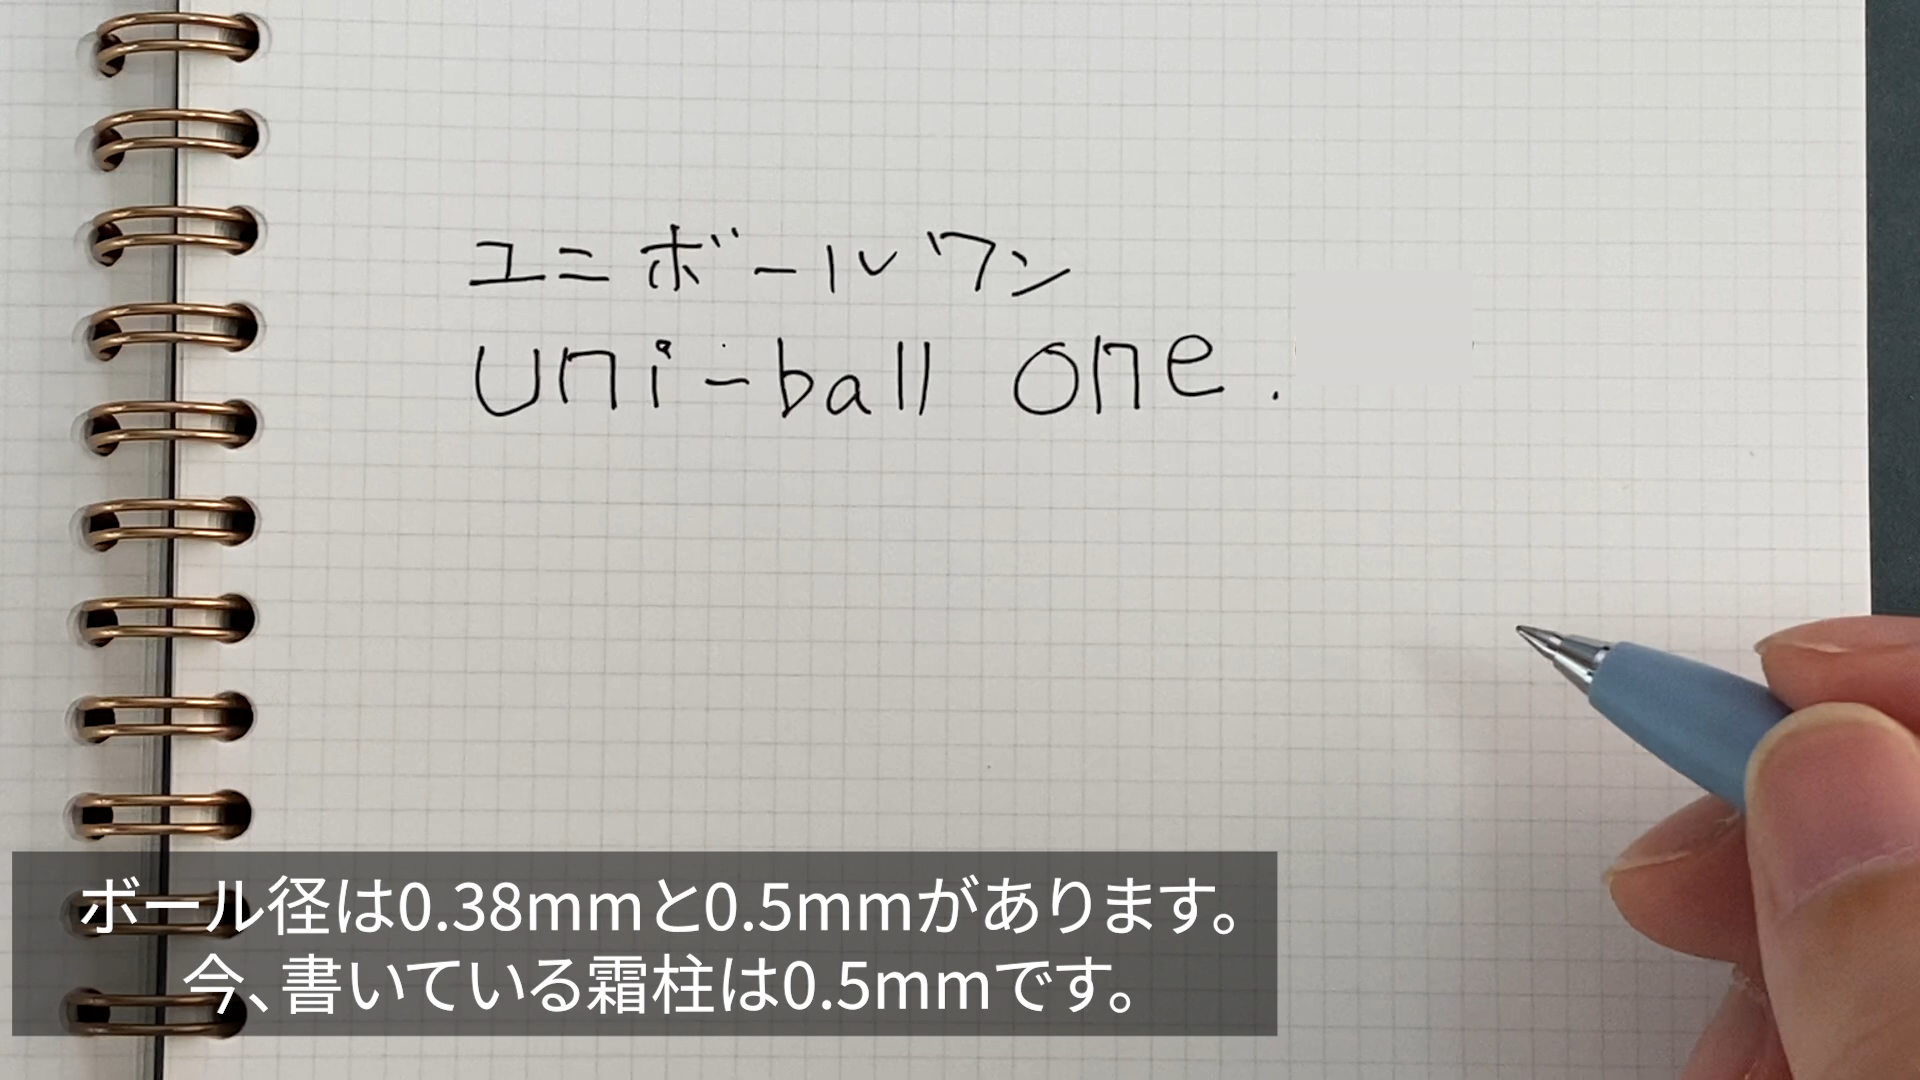 ユニボールワン
uni-ball one.
ボール径は0.38mmと0.5mmがあります。
今、書いている霜柱は0.5mmです。